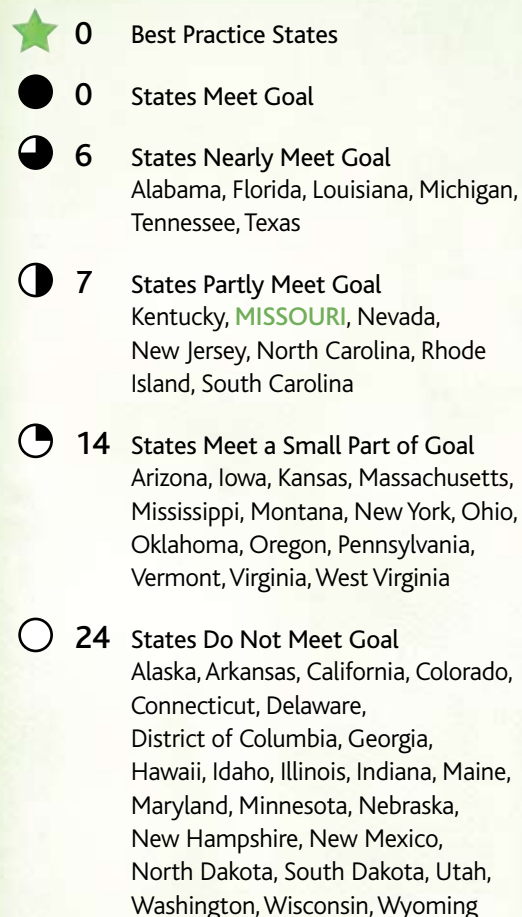 0 Best Practice States
0 States Meet Goal
6 States Nearly Meet Goal
Alabama, Florida, Louisiana, Michigan,
Tennessee, Texas
7 States Partly Meet Goal
Kentucky, MISSOURI, Nevada,
New Jersey, North Carolina, Rhode
Island, South Carolina
14 States Meet a Small Part of Goal
Arizona, Iowa, Kansas, Massachusetts,
Mississippi, Montana, New York, Ohio,
Oklahoma, Oregon, Pennsylvania,
Vermont, Virginia, West Virginia
24 States Do Not Meet Goal
Alaska, Arkansas, California, Colorado,
Connecticut, Delaware,
District of Columbia, Georgia,
Hawaii, Idaho, Illinois, Indiana, Maine,
Maryland, Minnesota, Nebraska,
New Hampshire, New Mexico,
North Dakota, South Dakota, Utah,
Washington, Wisconsin, Wyoming